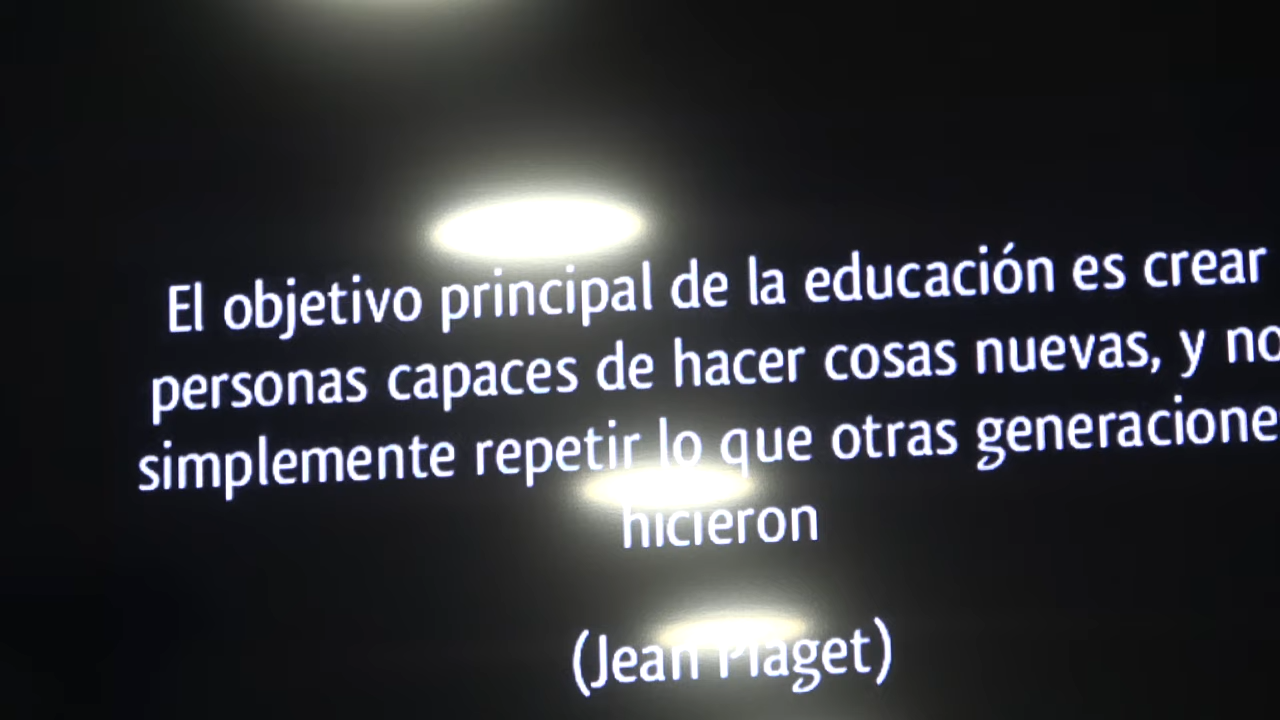 El objetivo principal de la educación es crear
personas capaces de hacer cosas nuevas, y no
simplemente repetir lo que otras generacione
hicieron
(Jean Piaget)